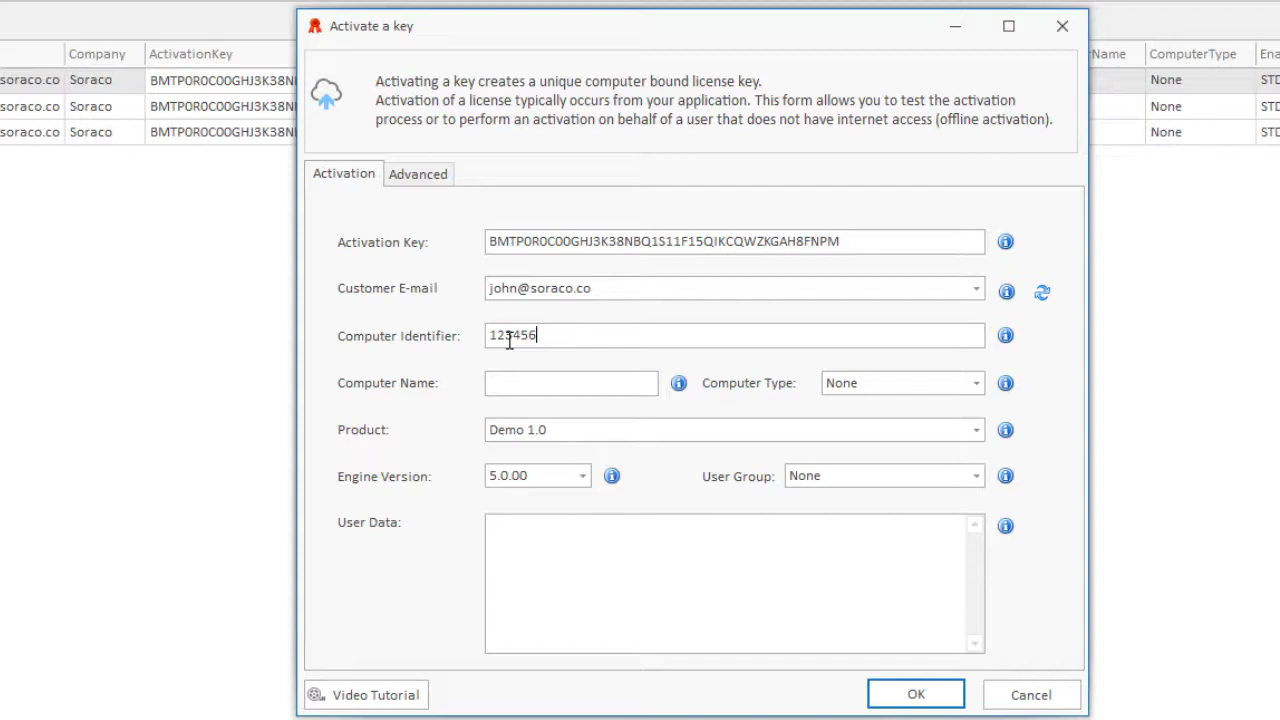 Activate a key
Company ActivationKey Name ComputerType Ena
Activating a key creates a unique computer bound license key.
Activation of a license typically occurs from your application. This form allows you to test the activation
process or to perform an activation on behalf of a user that does not have internet access (offline activation).
soraco.co Soraco BMTP0R0C00GHJ3K38N None STD
soraco.co Soraco BMTP0R0C00GHJ3K38N None STD
soraco.co Soraco BMTP0R0C00GHJ3K38N None STD
Activation Advanced
Activation Key: BMTP0R0C00GHJ3K38NBQ1S11F15QIKCQWZKGAH8FNPM
Customer E-mail john@soraco.co
Computer Identifier: 123456
Computer Name: Computer Type: None
Product: Demo 1.0
Engine Version: 5.0.00 User Group: None
User Data:
Video Tutorial OK Cancel